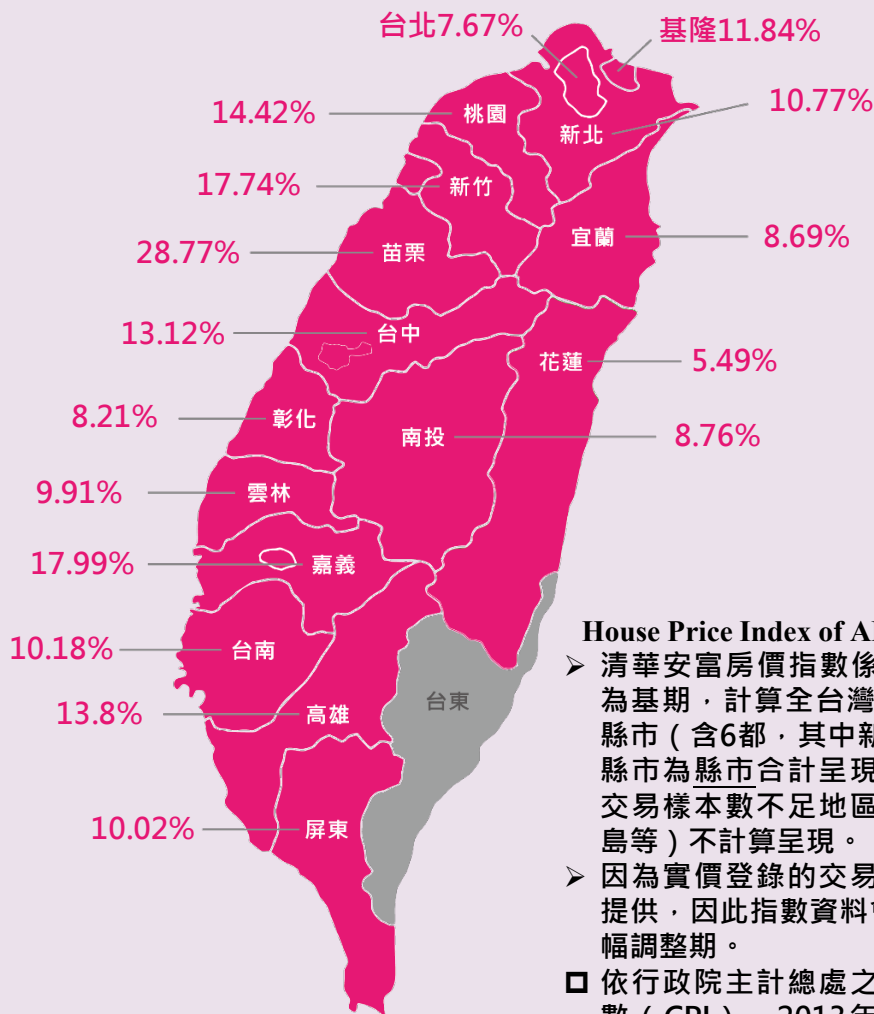 台北7.67%
基隆11.84%
14.42%
桃園
新北
10.77%
17.74%
新竹
28.77%
苗栗
宜蘭
8.69%
13.12%
台中
花蓮
5.49%
8.21%
彰化
南投
8.76%
9.91%
雲林
17.99%
嘉義
10.18%
台南
13.8%
高雄
台東
10.02%
屏東
House Price Index of
➢ 清華安富房價指數係
為基期，計算全台灣
縣市（含6都，其中新
縣市為縣市合計呈現
交易樣本數不足地區
島等）不計算呈現。
➢ 因為實價登錄的交易
提供，因此指數資料
幅調整期。
依行政院主計總處之
數（CPI），2013年